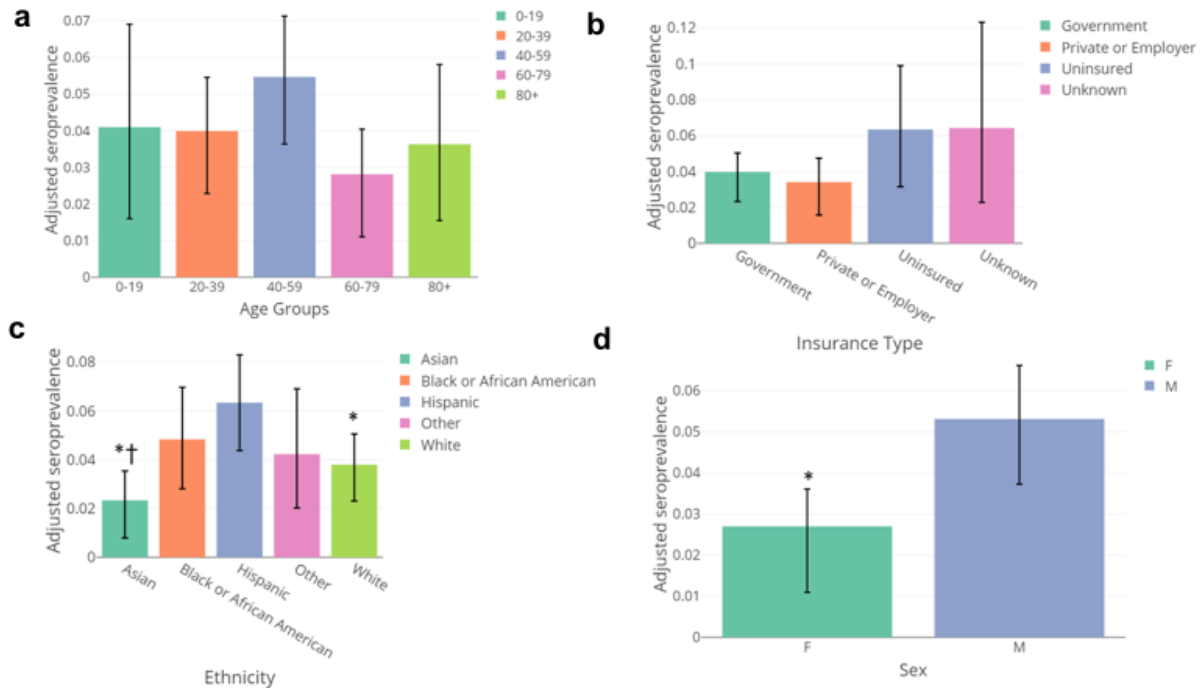 a
Adjusted seroprevalence
0.07
0.06
0.05
0.04
0.03
0.02
0.01
0
0-19
20-39
40-59
60-79
80+
Age Groups
0-19
20-39
40-59
60-79
80+
b
Adjusted seroprevalence
0.12
0.1
0.08
0.06
0.04
0.02
0
Government
Private or Employer
Uninsured
Unknown
Insurance Type
Government
Private or Employer
Uninsured
Unknown
c
Adjusted seroprevalence
0.08
0.06
0.04
0.02
0
*†
*
Asian
Black or African American
Hispanic
Other
White
Ethnicity
Asian
Black or African American
Hispanic
Other
White
d
Adjusted seroprevalence
0.06
0.05
0.04
0.03
0.02
0.01
0
*
F
M
Sex
F
M